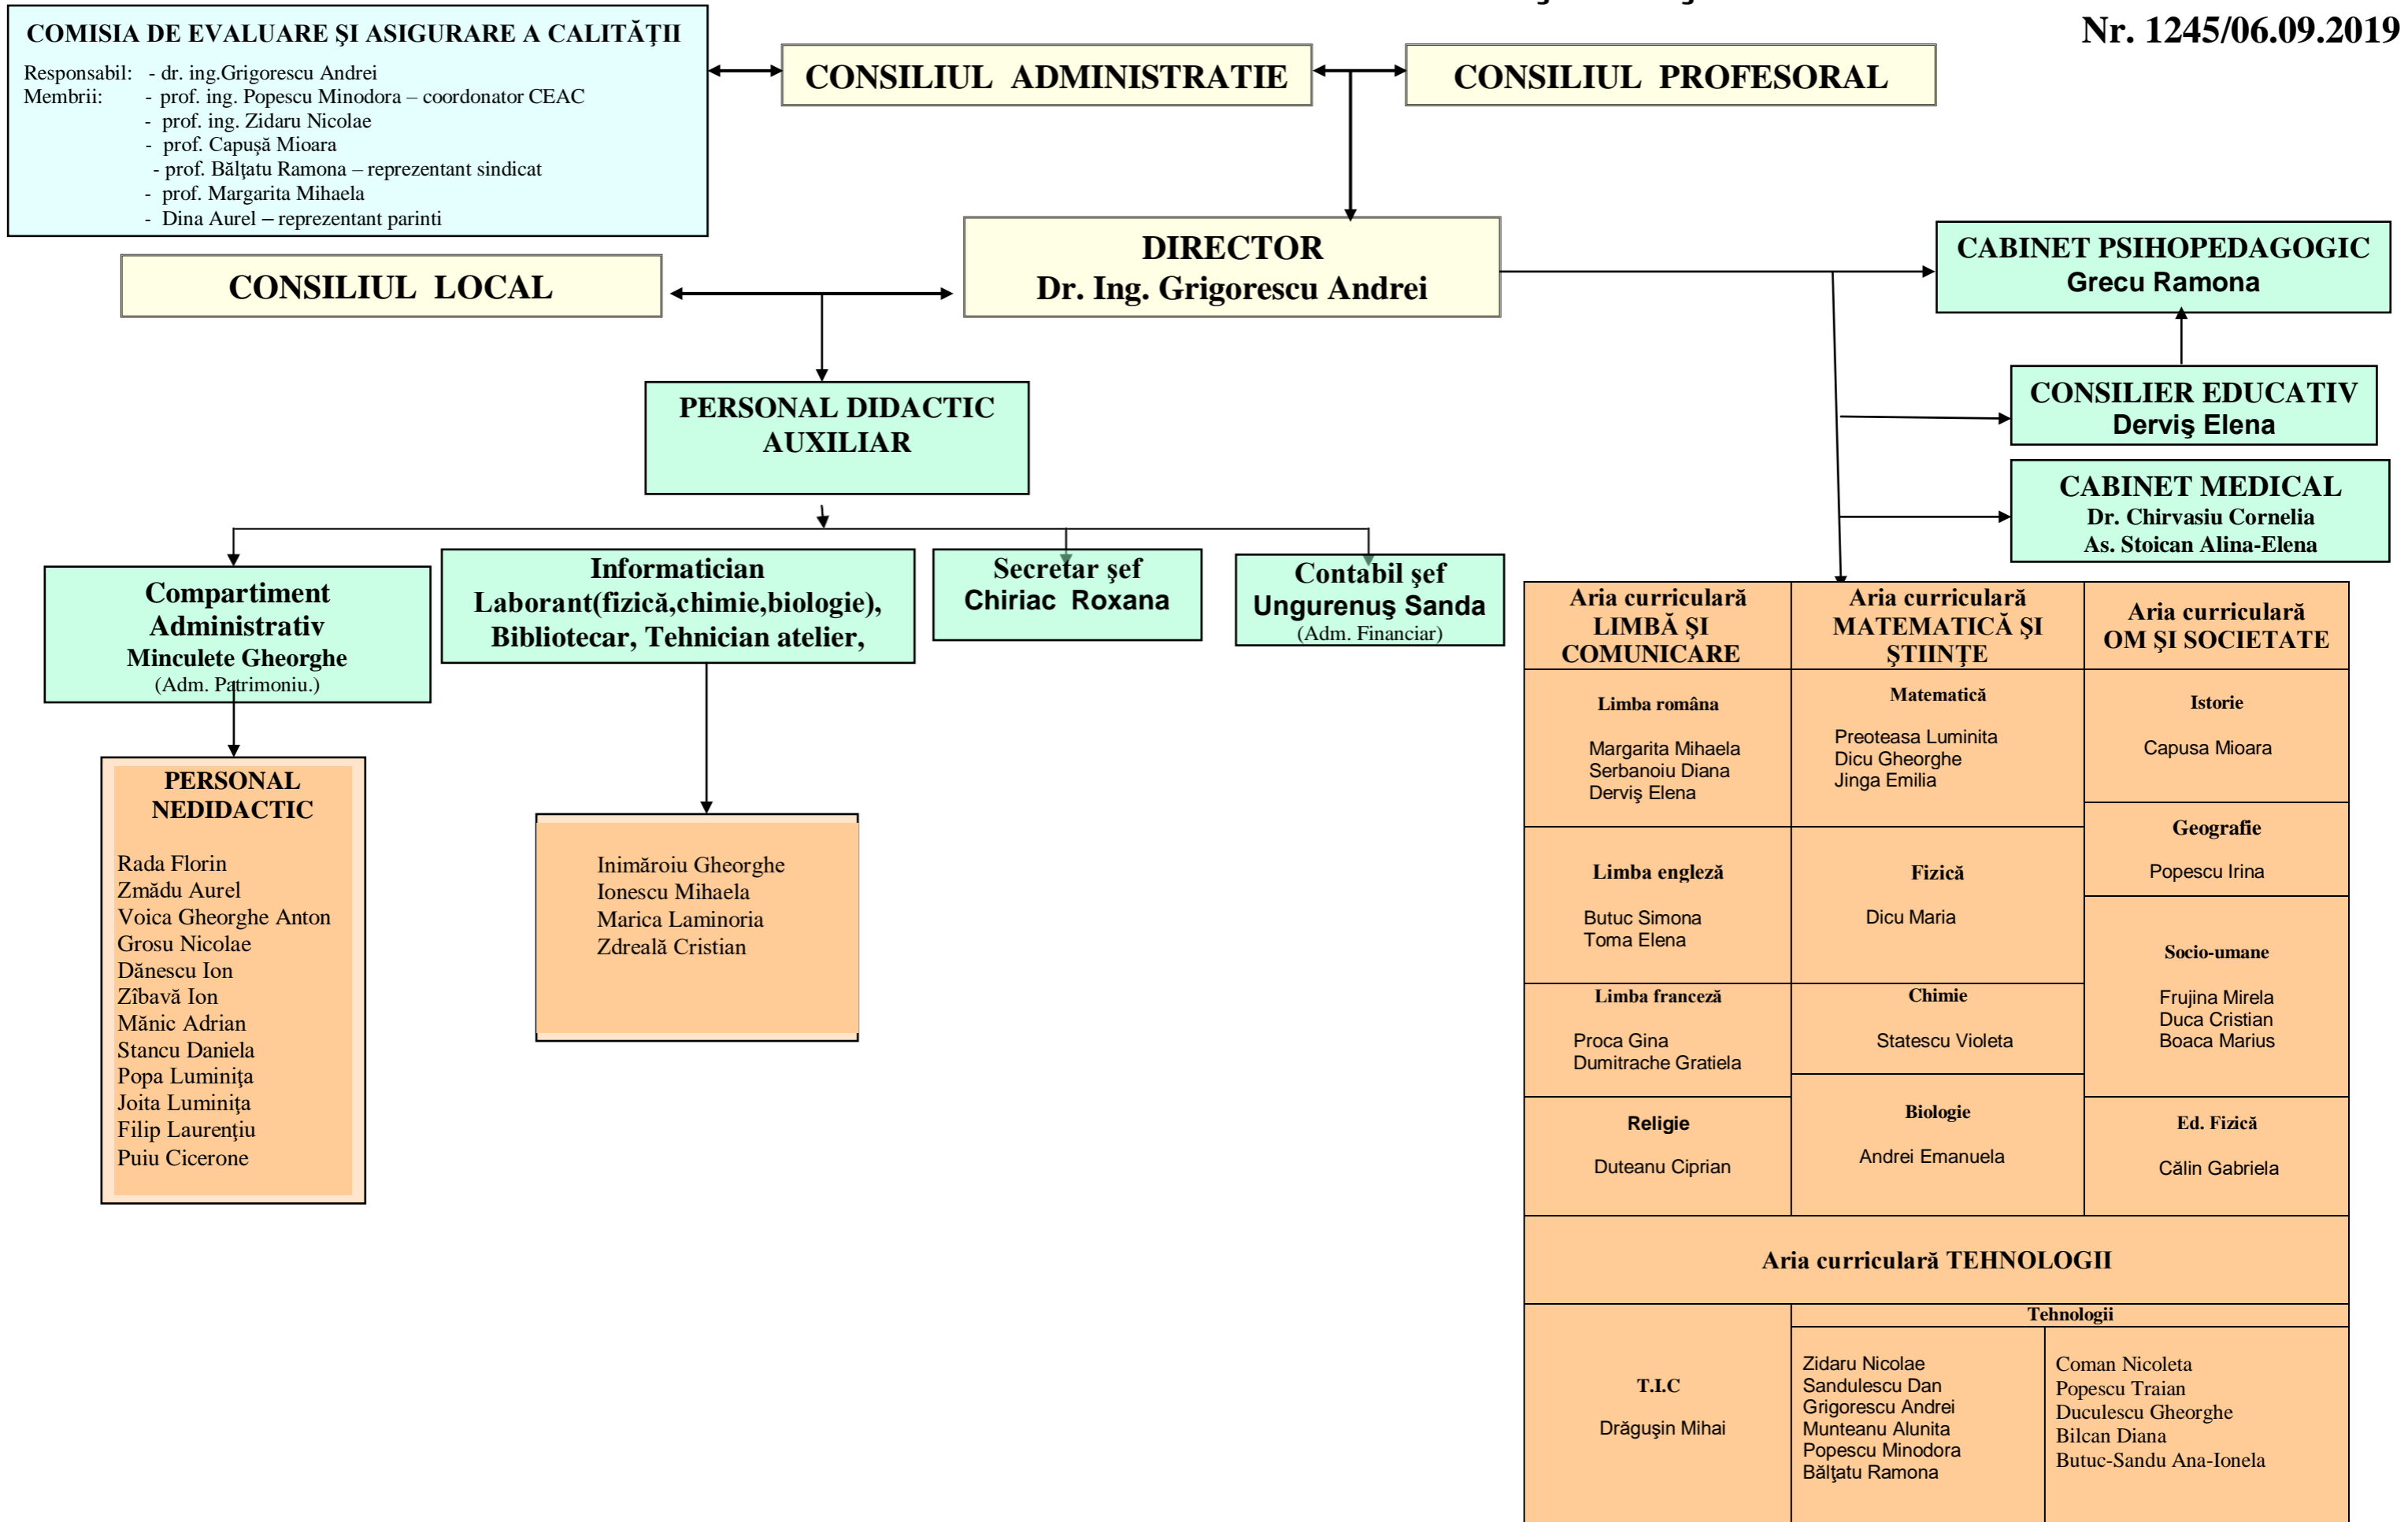 Nr. 1245/06.09.2019
COMISIA DE EVALUARE ŞI ASIGURARE A CALITĂŢII
Responsabil: - dr. ing.Grigorescu Andrei
Membrii: - prof. ing. Popescu Minodora – coordonator CEAC
- prof. ing. Zidaru Nicolae
- prof. Capuşă Mioara
- prof. Bălţatu Ramona – reprezentant sindicat
- prof. Margarita Mihaela
- Dina Aurel – reprezentant parinti
CONSILIUL ADMINISTRATIE
CONSILIUL PROFESORAL
CONSILIUL LOCAL
DIRECTOR
Dr. Ing. Grigorescu Andrei
CABINET PSIHOPEDAGOGIC
Grecu Ramona
CONSILIER EDUCATIV
Derviş Elena
CABINET MEDICAL
Dr. Chirvasiu Cornelia
As. Stoican Alina-Elena
PERSONAL DIDACTIC
AUXILIAR
Compartiment
Administrativ
Minculete Gheorghe
(Adm. Patrimoniu.)
Informatician
Laborant(fizică,chimie,biologie),
Bibliotecar, Tehnician atelier,
Secretar şef
Chiriac Roxana
Contabil şef
Ungurenuş Sanda
(Adm. Financiar)
PERSONAL
NEDIDACTIC
Rada Florin
Zmădu Aurel
Voica Gheorghe Anton
Grosu Nicolae
Dănescu Ion
Zîbavă Ion
Mănic Adrian
Stancu Daniela
Popa Luminiţa
Joita Luminiţa
Filip Laurenţiu
Puiu Cicerone
Inimăroiu Gheorghe
Ionescu Mihaela
Marica Laminoria
Zdreală Cristian
Aria curriculară
LIMBĂ ŞI
COMUNICARE
Limba româna
Margarita Mihaela
Serbanoiu Diana
Derviş Elena
Limba engleză
Butuc Simona
Toma Elena
Limba franceză
Proca Gina
Dumitrache Gratiela
Religie
Duteanu Ciprian
Aria curriculară
MATEMATICĂ ŞI
ŞTIINŢE
Matematică
Preoteasa Luminita
Dicu Gheorghe
Jinga Emilia
Fizică
Dicu Maria
Chimie
Statescu Violeta
Biologie
Andrei Emanuela
Aria curriculară
OM ŞI SOCIETATE
Istorie
Capusa Mioara
Geografie
Popescu Irina
Socio-umane
Frujina Mirela
Duca Cristian
Boaca Marius
Ed. Fizică
Călin Gabriela
Aria curriculară TEHNOLOGII
T.I.C
Drăguşin Mihai
Tehnologii
Zidaru Nicolae
Sandulescu Dan
Grigorescu Andrei
Munteanu Alunita
Popescu Minodora
Bălţatu Ramona
Coman Nicoleta
Popescu Traian
Duculescu Gheorghe
Bilcan Diana
Butuc-Sandu Ana-Ionela